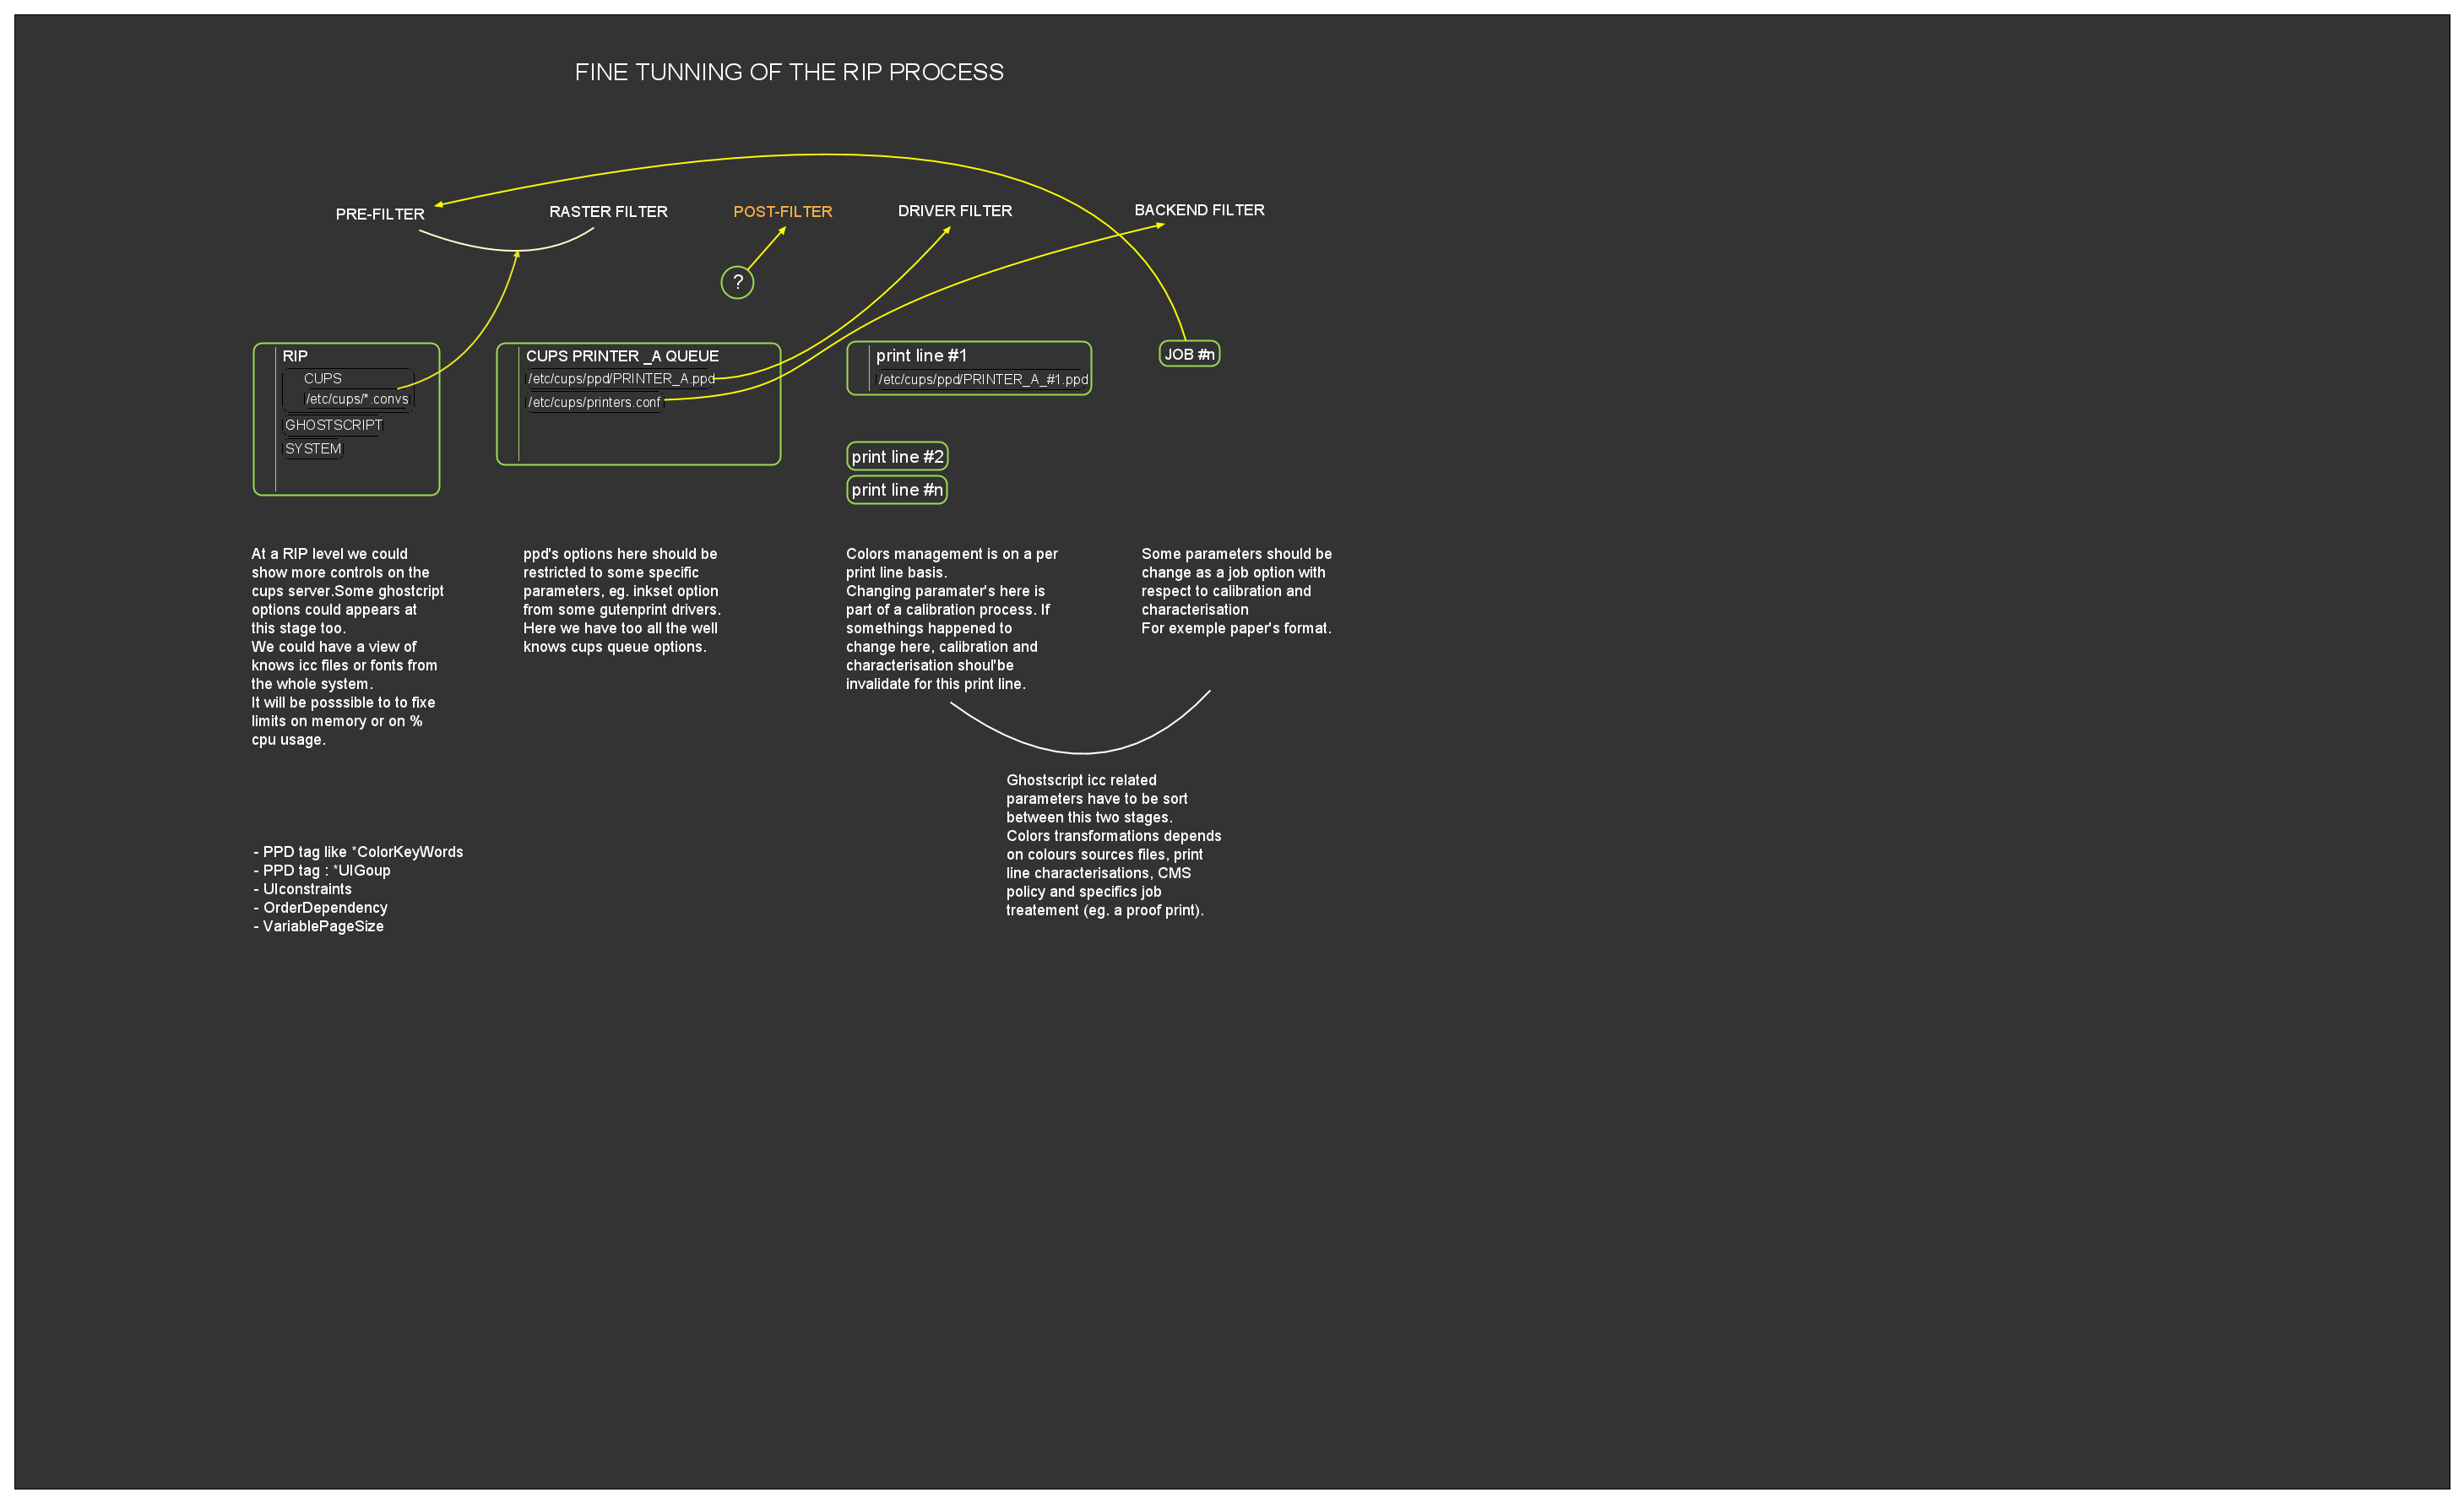 FINE TUNNING OF THE RIP PROCESS
PRE-FILTER
RASTER FILTER
POST-FILTER
DRIVER FILTER
BACKEND FILTER
?
RIP
CUPS
/etc/cups/*.convs
GHOSTSCRIPT
SYSTEM
CUPS PRINTER _A QUEUE
/etc/cups/ppd/PRINTER_A.ppd
/etc/cups/printers.conf
print line #1
/etc/cups/ppd/PRINTER_A_#1.ppd
JOB #n
print line #2
print line #n
At a RIP level we could
show more controls on the
cups server.Some ghostcript
options could appears at
this stage too.
We could have a view of
knows icc files or fonts from
the whole system.
It will be posssible to to fixe
limits on memory or on %
cpu usage.
ppd's options here should be
restricted to some specific
parameters, eg. inkset option
from some gutenprint drivers.
Here we have too all the well
knows cups queue options.
Colors management is on a per
print line basis.
Changing paramater's here is
part of a calibration process. If
somethings happened to
change here, calibration and
characterisation shoul'be
invalidate for this print line.
Some parameters should be
change as a job option with
respect to calibration and
characterisation
For exemple paper's format.
Ghostscript icc related
parameters have to be sort
between this two stages.
Colors transformations depends
on colours sources files, print
line characterisations, CMS
policy and specifics job
treatement (eg. a proof print).
- PPD tag like *ColorKeyWords
- PPD tag : *UIGoup
- UIconstraints
- OrderDependency
- VariablePageSize